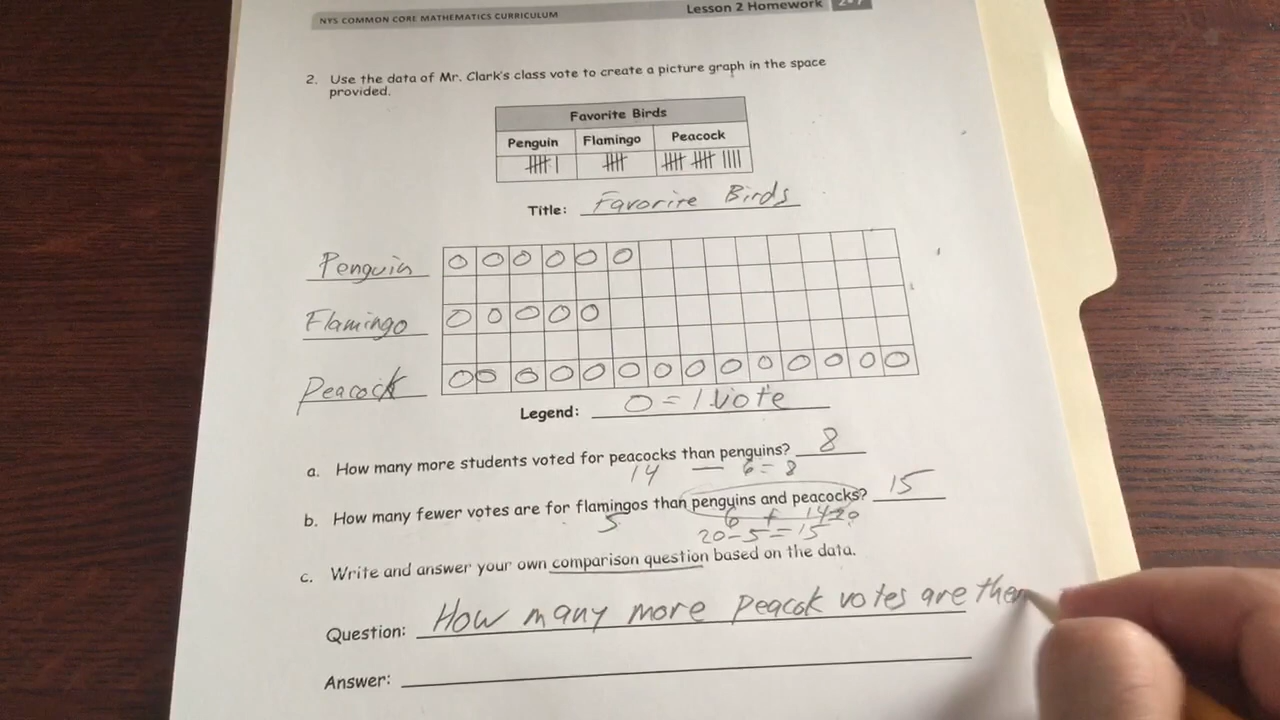 NYS COMMON CORE MATHEMATICS CURRICULUM Lesson 2 Homework 2•7
2. Use the data of Mr. Clark's class vote to create a picture graph in the space
provided.
Favorite Birds
Penguin Flamingo Peacock
Title: Favorite Birds
Penguin
Flamingo
Peacock
Legend: O = 1 Vote
a. How many more students voted for peacocks than penguins? 8
14 — 6 = 8
b. How many fewer votes are for flamingos than penguins and peacocks? 15
5 6 + 14=20
20-5=15
c. Write and answer your own comparison question based on the data.
Question: How many more Peacok votes are then
Answer: